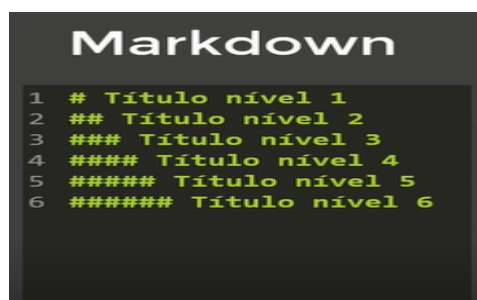 Markdown
1 # Título nível 1
2 ## Título nível 2
3 ### Título nível 3
4 #### Título nível 4
5 ##### Título nível 5
6 ###### Título nível 6